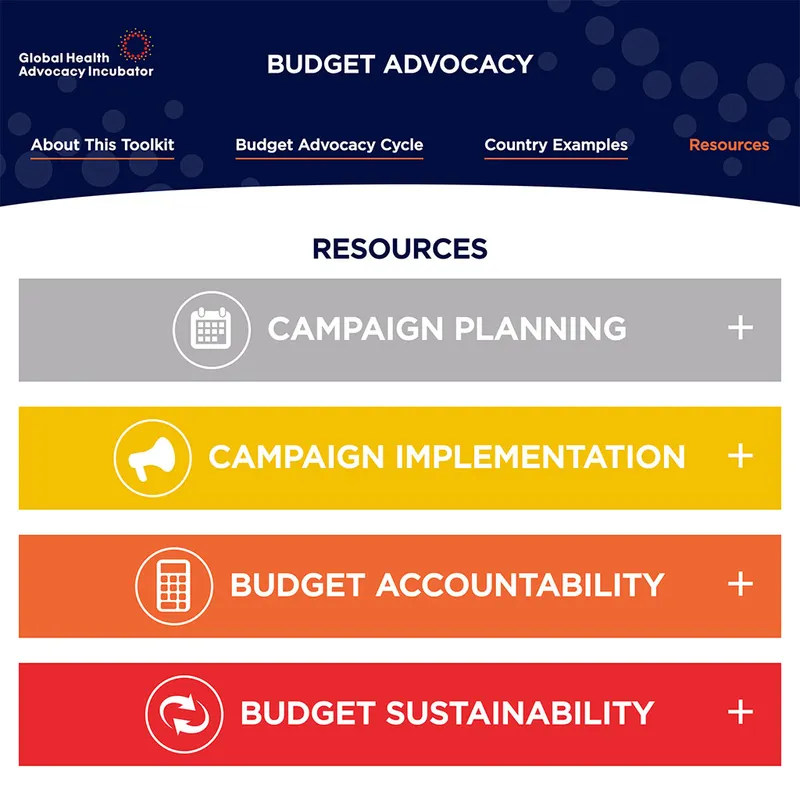 Global Health
Advocacy Incubator
BUDGET ADVOCACY
About This Toolkit
Budget Advocacy Cycle
Country Examples
Resources
RESOURCES
CAMPAIGN PLANNING +
CAMPAIGN IMPLEMENTATION +
BUDGET ACCOUNTABILITY +
BUDGET SUSTAINABILITY +